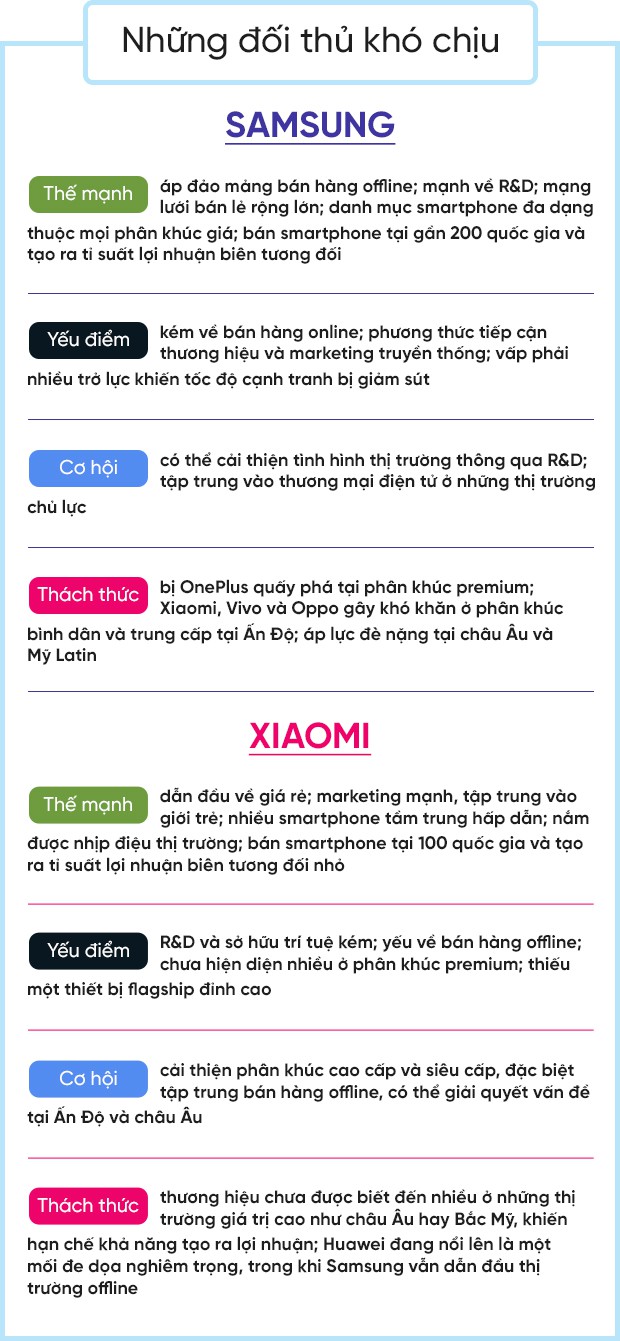 Những đối thủ khó chịu
SAMSUNG
Thế mạnh
áp đảo mảng bán hàng offline; mạnh về R&D; mạng
lưới bán lẻ rộng lớn; danh mục smartphone đa dạng
thuộc mọi phân khúc giá; bán smartphone tại gần 200 quốc gia và
tạo ra tỉ suất lợi nhuận biên tương đối
Yếu điểm
kém về bán hàng online; phương thức tiếp cận
thương hiệu và marketing truyền thống; vấp phải
nhiều trở lực khiến tốc độ cạnh tranh bị giảm sút
Cơ hội
có thể cải thiện tình hình thị trường thông qua R&D;
tập trung vào thương mại điện tử ở những thị trường
chủ lực
Thách thức
bị OnePlus quấy phá tại phân khúc premium;
Xiaomi, Vivo và Oppo gây khó khăn ở phân khúc
bình dân và trung cấp tại Ấn Độ; áp lực đè nặng tại châu Âu và
Mỹ Latin
XIAOMI
Thế mạnh
dẫn đầu về giá rẻ; marketing mạnh, tập trung vào
giới trẻ; nhiều smartphone tầm trung hấp dẫn; nắm
được nhịp điệu thị trường; bán smartphone tại 100 quốc gia và tạo
ra tỉ suất lợi nhuận biên tương đối nhỏ
Yếu điểm
R&D và sở hữu trí tuệ kém; yếu về bán hàng offline;
chưa hiện diện nhiều ở phân khúc premium; thiếu
một thiết bị flagship đỉnh cao
Cơ hội
cải thiện phân khúc cao cấp và siêu cấp, đặc biệt
tập trung bán hàng offline, có thể giải quyết vấn đề
tại Ấn Độ và châu Âu
Thách thức
thương hiệu chưa được biết đến nhiều ở những thị
trường giá trị cao như châu Âu hay Bắc Mỹ, khiến
hạn chế khả năng tạo ra lợi nhuận; Huawei đang nổi lên là một
mối đe dọa nghiêm trọng, trong khi Samsung vẫn dẫn đầu thị
trường offline